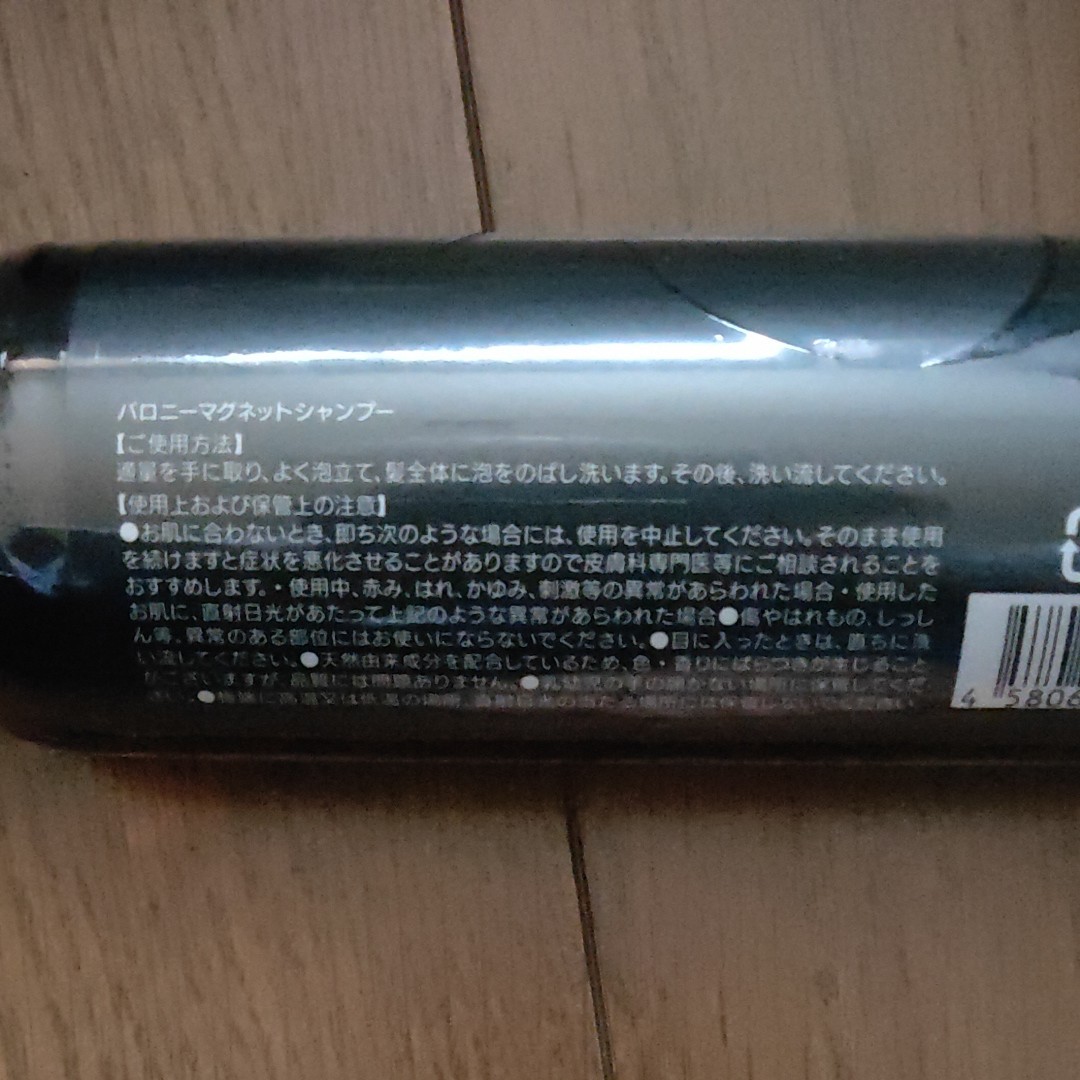 バロニーマグネットシャンプー
【ご使用方法】
適量を手に取り、よく泡立て、髪全体に泡をのばし洗います。その後、洗い流してください。
【使用上および保管上の注意】
●お肌に合わないとき、即ち次のような場合には、使用を中止してください。そのまま使用
を続けますと症状を悪化させることがありますので皮膚科専門医等にご相談されることを
おすすめします。・使用中、赤み、はれ、かゆみ、刺激等の異常があらわれた場合・使用した
お肌に、直射日光があたって上記のような異常があらわれた場合●傷やはれもの、しっし
ん等、異常のある部位にはお使いにならないでください。●目に入ったときは、直ちに洗
い流してください。●天然由来成分を配合しているため、色・香りにばらつきが生じること
がございますが、品質には問題ありません。
4 5806